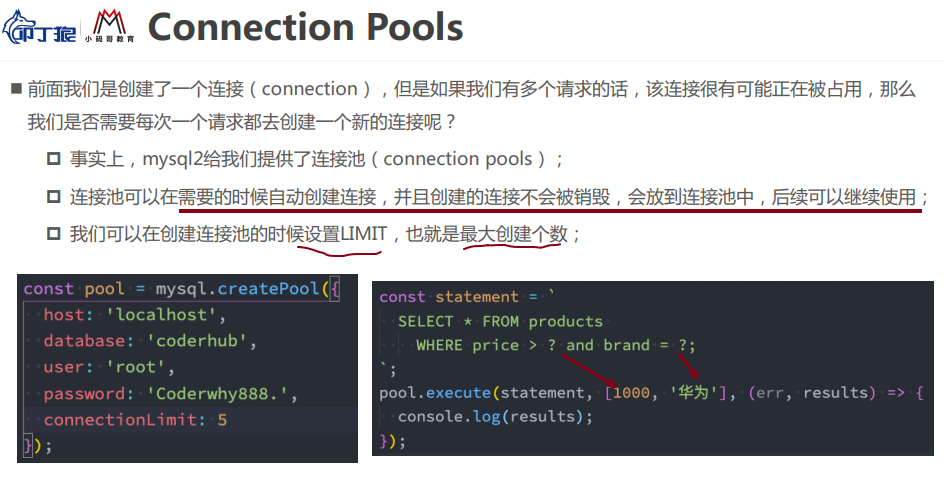 叩丁狼
小码哥教育
Connection Pools
前面我们是创建了一个连接（connection），但是如果我们有多个请求的话，该连接很有可能正在被占用，那么
我们是否需要每次一个请求都去创建一个新的连接呢？
事实上，mysql2给我们提供了连接池（connection pools）；
连接池可以在需要的时候自动创建连接，并且创建的连接不会被销毁，会放到连接池中，后续可以继续使用；
我们可以在创建连接池的时候设置LIMIT，也就是最大创建个数；
const pool = mysql.createPool({
host: 'localhost',
database: 'coderhub',
user: 'root',
password: 'Coderwhy888.',
connectionLimit: 5
});
const statement = `
SELECT * FROM products
WHERE price > ? and brand = ?;
`;
pool.execute(statement, [1000, '华为'], (err, results) => {
console.log(results);
});